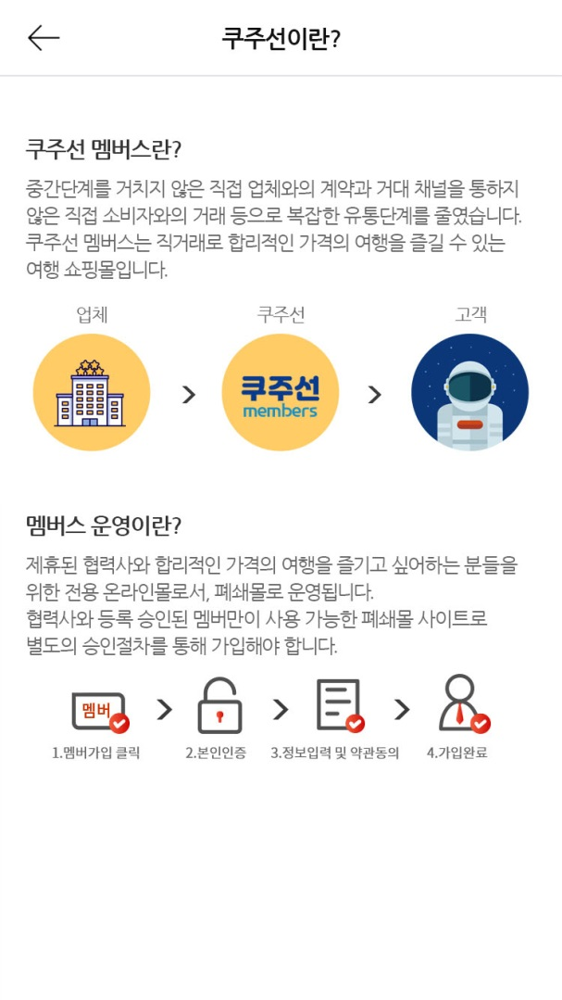 쿠주선이란?
쿠주선 멤버스란?
중간단계를 거치지 않은 직접 업체와의 계약과 거대 채널을 통하지
않은 직접 소비자와의 거래 등으로 복잡한 유통단계를 줄였습니다.
쿠주선 멤버스는 직거래로 합리적인 가격의 여행을 즐길 수 있는
여행 쇼핑몰입니다.
업체 쿠주선 고객
쿠주선
members
멤버스 운영이란?
제휴된 협력사와 합리적인 가격의 여행을 즐기고 싶어하는 분들을
위한 전용 온라인몰로서, 폐쇄몰로 운영됩니다.
협력사와 등록 승인된 멤버만이 사용 가능한 폐쇄몰 사이트로
별도의 승인절차를 통해 가입해야 합니다.
멤버
1.멤버가입 클릭 2.본인인증 3.정보입력 및 약관동의 4.가입완료